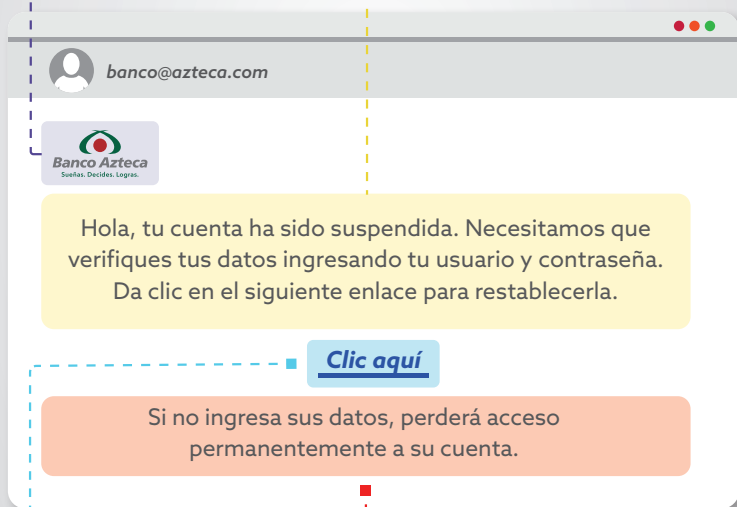 banco@azteca.com
Banco Azteca
Sueñas. Decides. Logras.
Hola, tu cuenta ha sido suspendida. Necesitamos que
verifiques tus datos ingresando tu usuario y contraseña.
Da clic en el siguiente enlace para restablecerla.
Clic aquí
Si no ingresa sus datos, perderá acceso
permanentemente a su cuenta.